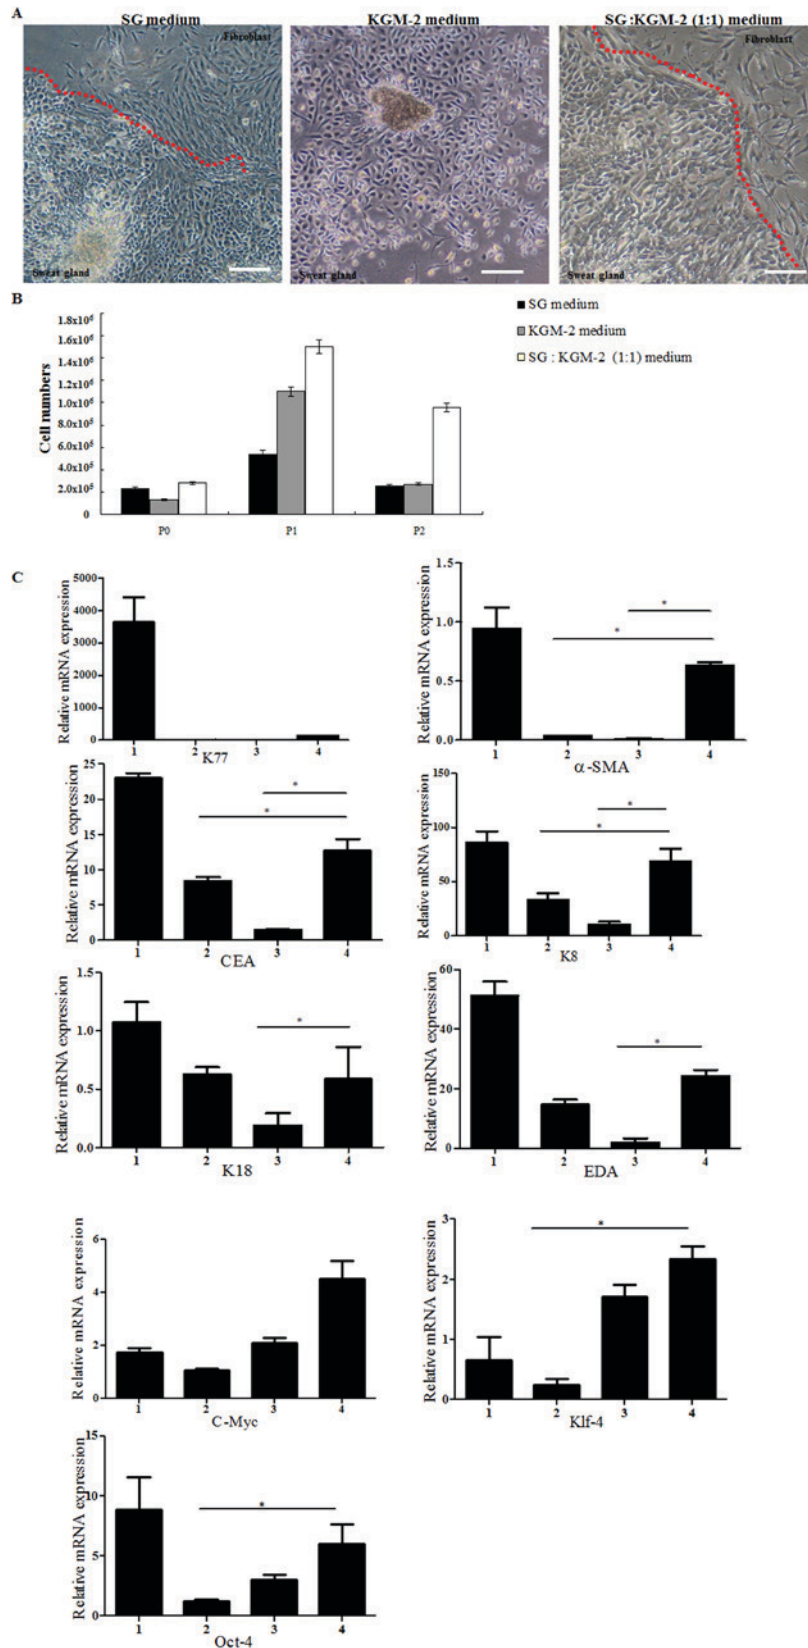 A
SG medium KGM-2 medium SG :KGM-2 (1:1) medium
Fibroblast Fibroblast
Sweat gland Sweat gland Sweat gland
B
SG medium
KGM-2 medium
SG : KGM-2 (1:1) medium
Cell numbers
1.8x10⁶
1.6x10⁶
1.4x10⁶
1.2x10⁶
1.0x10⁶
8.0x10⁵
6.0x10⁵
4.0x10⁵
2.0x10⁵
0
P0 P1 P2
C
Relative mRNA expression
5000
4000
3000
2000
1000
0
1 2 3 4
K77
Relative mRNA expression
1.5
1.0
0.5
0.0
* *
1 2 3 4
α-SMA
Relative mRNA expression
25
20
15
10
5
0
* *
1 2 3 4
CEA
Relative mRNA expression
150
100
50
0
* *
1 2 3 4
K8
Relative mRNA expression
1.5
1.0
0.5
0.0
*
1 2 3 4
K18
Relative mRNA expression
60
40
20
0
*
1 2 3 4
EDA
Relative mRNA expression
6
4
2
0
1 2 3 4
C-Myc
Relative mRNA expression
3
2
1
0
*
1 2 3 4
Klf-4
Relative mRNA expression
10
5
0
*
1 2 3 4
Oct-4